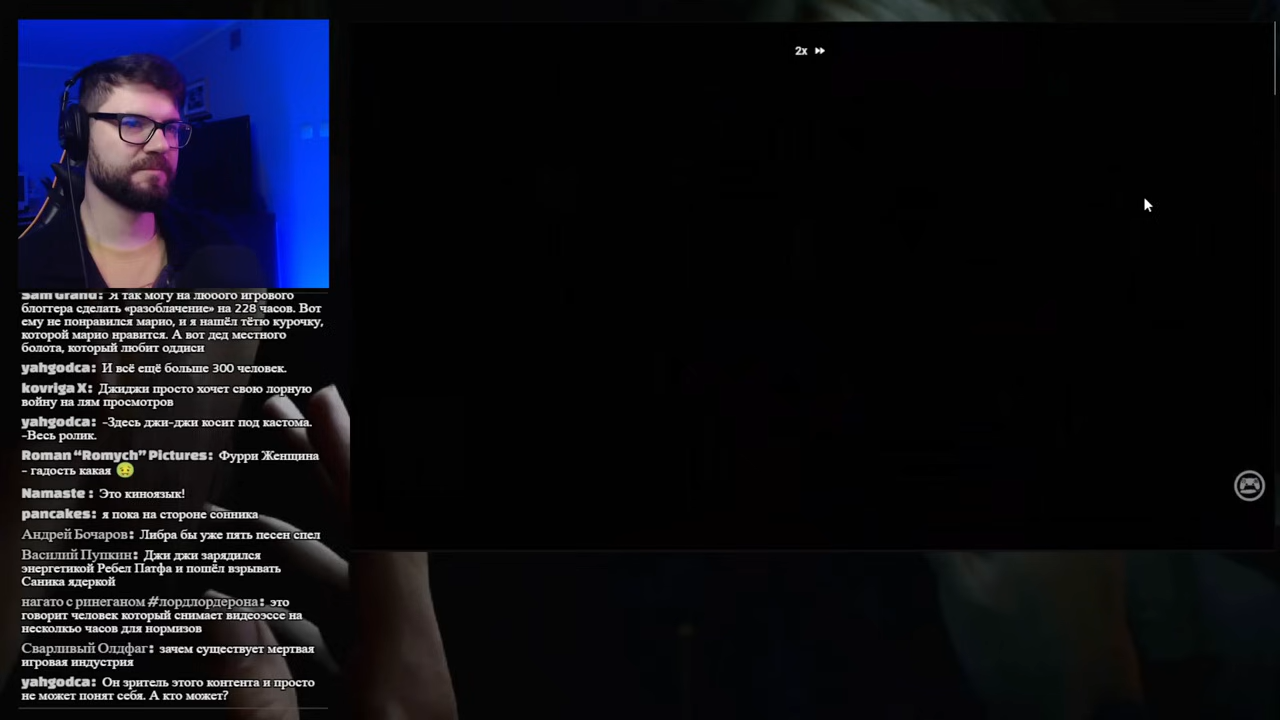 2x
Sam Grand: Я так могу на любого игрового
блоггера сделать «разоблачение» на 228 часов. Вот
ему не понравился марио, и я нашёл тётю курочку,
которой марио нравится. А вот дед местного
болота, который любит оддиси
yahgodca: И всё ещё больше 300 человек.
kovriga X: Джиджи просто хочет свою лорную
войну на лям просмотров
yahgodca: -Здесь джи-джи косит под кастома.
-Весь ролик.
Roman “Romych” Pictures: Фурри Женщина
- гадость какая 🤢
Namaste : Это киноязык!
pancakes: я пока на стороне сонника
Андрей Бочаров: Либра бы уже пять песен спел
Василий Пупкин: Джи джи зарядился
энергетикой Ребел Патфа и пошёл взрывать
Саника ядеркой
нагато с ринеганом #лордлордерона: это
говорит человек который снимает видеоэссе на
несколкьо часов для нормизов
Сварливый Олдфаг: зачем существует мертвая
игровая индустрия
yahgodca: Он зритель этого контента и просто
не может понят себя. А кто может?